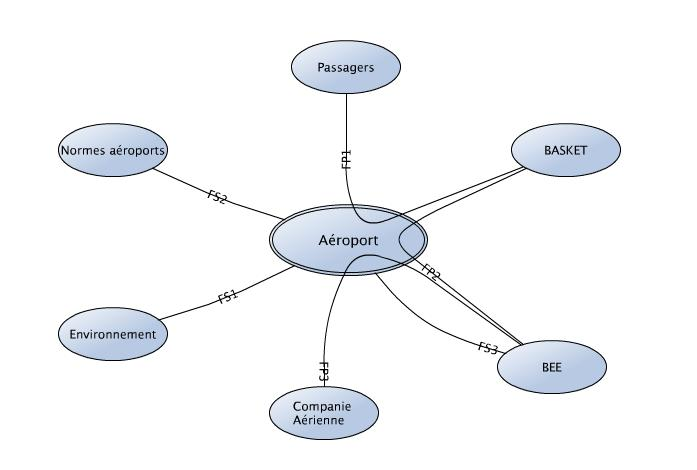 Passagers
FP1
Normes aéroports
BASKET
FS2
Aéroport
FP2
FS1
Environnement
FS3
BEE
FP3
Companie
Aérienne